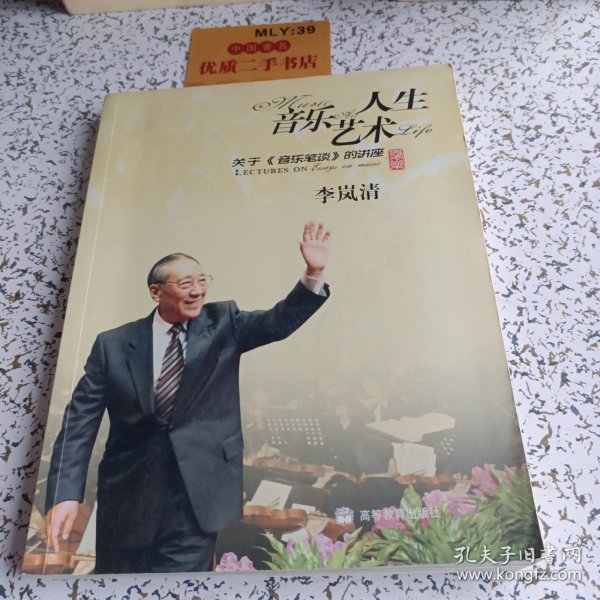 MLY:39
中国著名
优质二手书店
Music Art Life
音乐 艺术 人生
关于《音乐笔谈》的讲座
LECTURES ON Essays on music
李岚清
高等教育出版社
孔夫子旧书网
www.kongfz.com